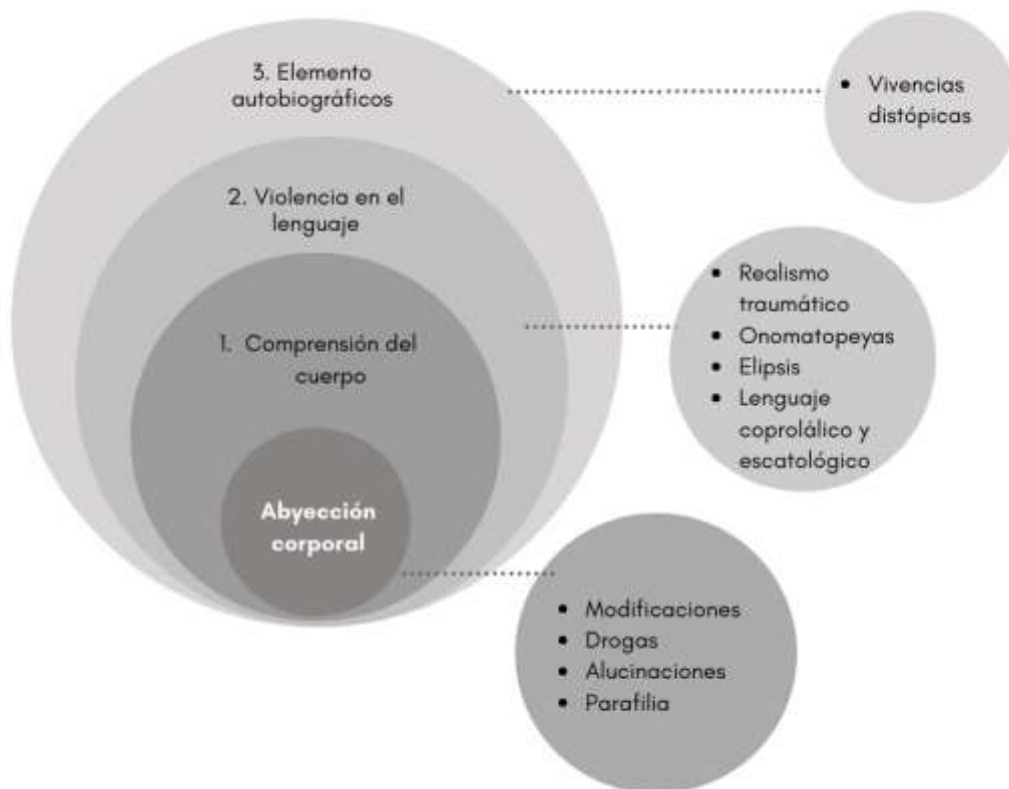 3. Elemento
autobiográficos
• Vivencias
distópicas
2. Violencia en el
lenguaje
• Realismo
traumático
• Onomatopeyas
• Elipsis
• Lenguaje
coprolálico y
escatológico
1. Comprensión del
cuerpo
Abyección
corporal
• Modificaciones
• Drogas
• Alucinaciones
• Parafilia